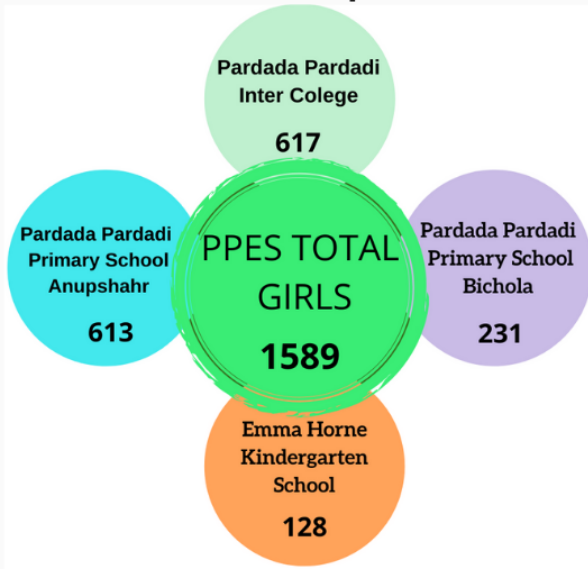 Pardada Pardadi
Inter Colege
617
Pardada Pardadi
Primary School
Anupshahr
613
PPES TOTAL
GIRLS
1589
Pardada Pardadi
Primary School
Bichola
231
Emma Horne
Kindergarten
School
128